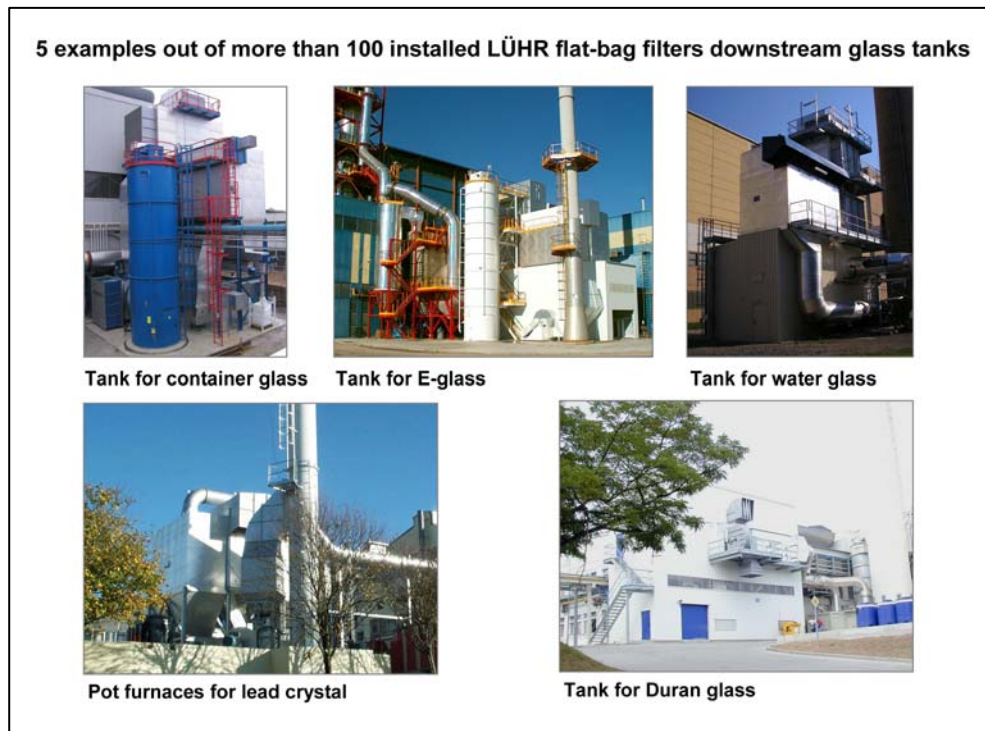 5 examples out of more than 100 installed LÜHR flat-bag filters downstream glass tanks
Tank for container glass
Tank for E-glass
Tank for water glass
Pot furnaces for lead crystal
Tank for Duran glass